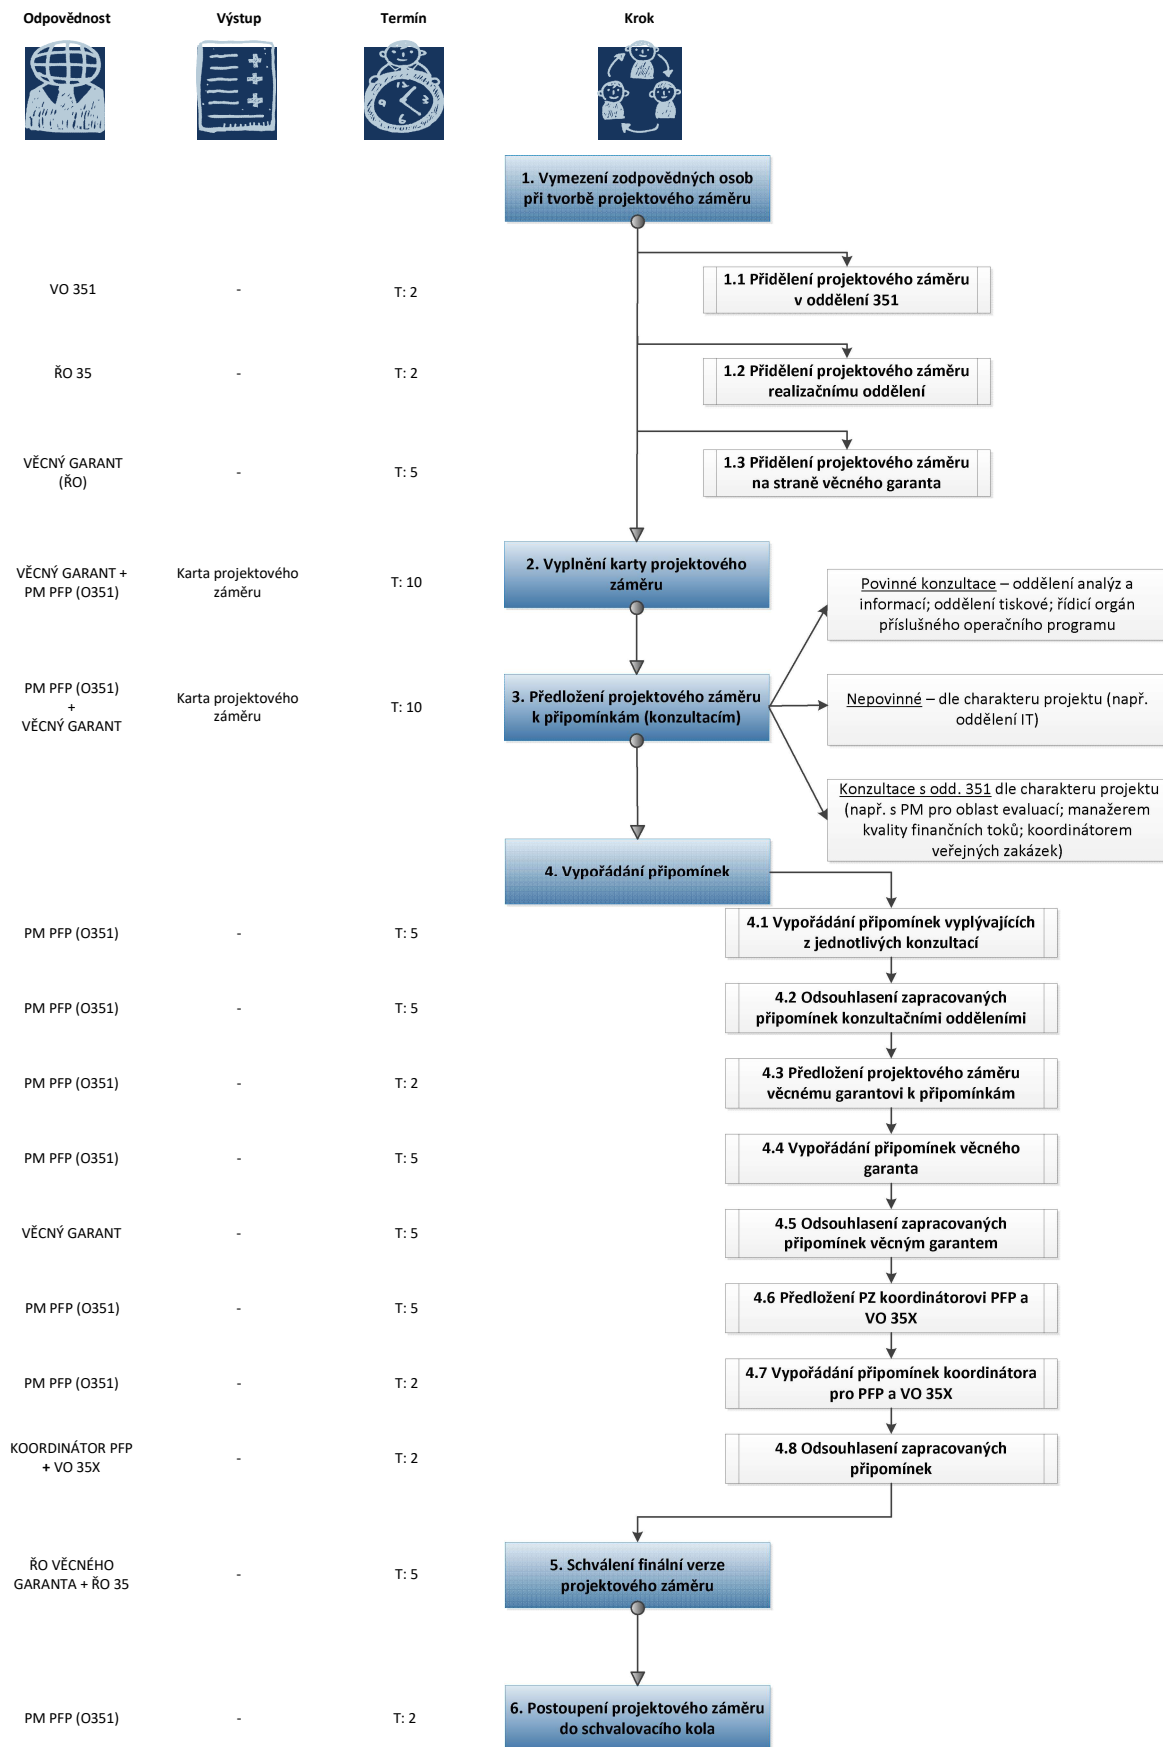 Odpovědnost
Výstup
Termín
Krok
1. Vymezení zodpovědných osob
při tvorbě projektového záměru
VO 351
-
T: 2
1.1 Přidělení projektového záměru
v oddělení 351
ŘO 35
-
T: 2
1.2 Přidělení projektového záměru
realizačnímu oddělení
VĚCNÝ GARANT
(ŘO)
-
T: 5
1.3 Přidělení projektového záměru
na straně věcného garanta
VĚCNÝ GARANT +
PM PFP (O351)
Karta projektového
záměru
T: 10
2. Vyplnění karty projektového
záměru
Povinné konzultace – oddělení analýz a
informací; oddělení tiskové; řídicí orgán
příslušného operačního programu
PM PFP (O351)
+
VĚCNÝ GARANT
Karta projektového
záměru
T: 10
3. Předložení projektového záměru
k připomínkám (konzultacím)
Nepovinné – dle charakteru projektu (např.
oddělení IT)
Konzultace s odd. 351 dle charakteru projektu
(např. s PM pro oblast evaluací; manažerem
kvality finančních toků; koordinátorem
veřejných zakázek)
4. Vypořádání připomínek
PM PFP (O351)
-
T: 5
4.1 Vypořádání připomínek vyplývajících
z jednotlivých konzultací
PM PFP (O351)
-
T: 5
4.2 Odsouhlasení zapracovaných
připomínek konzultačními odděleními
PM PFP (O351)
-
T: 2
4.3 Předložení projektového záměru
věcnému garantovi k připomínkám
PM PFP (O351)
-
T: 5
4.4 Vypořádání připomínek věcného
garanta
VĚCNÝ GARANT
-
T: 5
4.5 Odsouhlasení zapracovaných
připomínek věcným garantem
PM PFP (O351)
-
T: 5
4.6 Předložení PZ koordinátorovi PFP a
VO 35X
PM PFP (O351)
-
T: 2
4.7 Vypořádání připomínek koordinátora
pro PFP a VO 35X
KOORDINÁTOR PFP
+ VO 35X
-
T: 2
4.8 Odsouhlasení zapracovaných
připomínek
ŘO VĚCNÉHO
GARANTA + ŘO 35
-
T: 5
5. Schválení finální verze
projektového záměru
PM PFP (O351)
-
T: 2
6. Postoupení projektového záměru
do schvalovacího kola